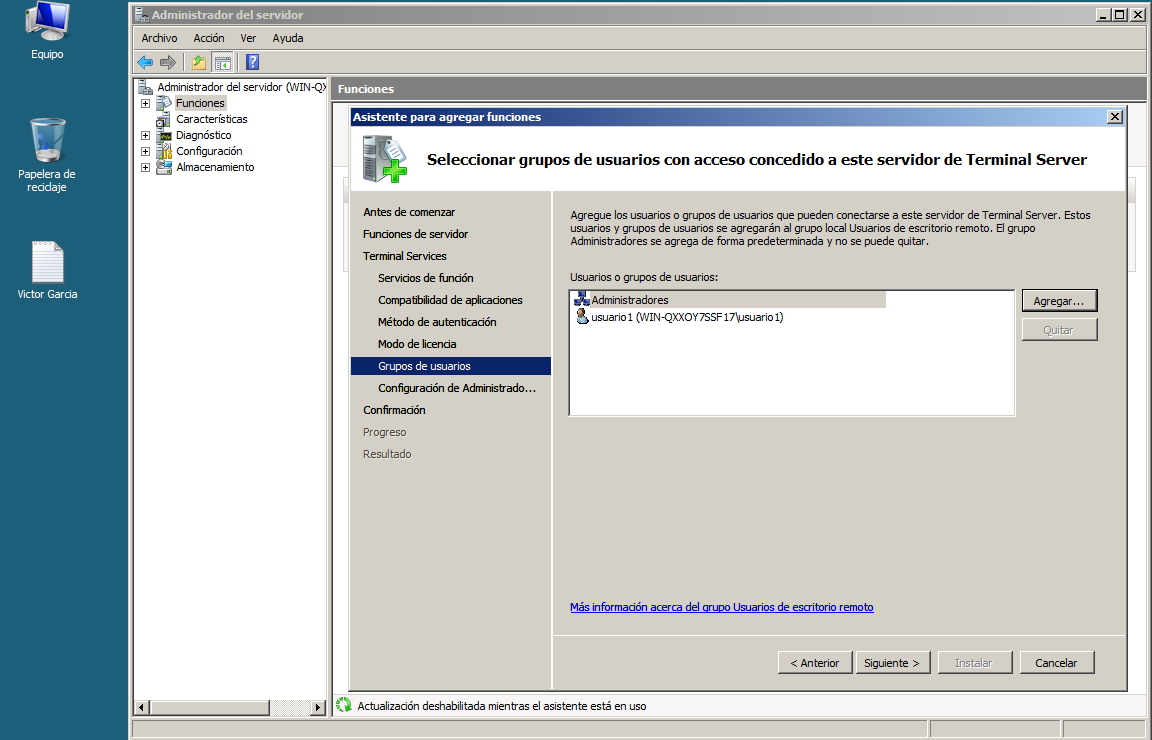 Equipo
Papelera de
reciclaje
Victor Garcia
Administrador del servidor
Archivo Acción Ver Ayuda
Administrador del servidor (WIN-QX
Funciones
Características
Diagnóstico
Configuración
Almacenamiento
Funciones
Asistente para agregar funciones
Seleccionar grupos de usuarios con acceso concedido a este servidor de Terminal Server
Antes de comenzar
Funciones de servidor
Terminal Services
Servicios de función
Compatibilidad de aplicaciones
Método de autenticación
Modo de licencia
Grupos de usuarios
Configuración de Administrado...
Confirmación
Progreso
Resultado
Agregue los usuarios o grupos de usuarios que pueden conectarse a este servidor de Terminal Server. Estos
usuarios y grupos de usuarios se agregarán al grupo local Usuarios de escritorio remoto. El grupo
Administradores se agrega de forma predeterminada y no se puede quitar.
Usuarios o grupos de usuarios:
Administradores
usuario1 (WIN-QXXOY7SSF17\usuario1)
Agregar...
Quitar
Más información acerca del grupo Usuarios de escritorio remoto
< Anterior Siguiente > Instalar Cancelar
Actualización deshabilitada mientras el asistente está en uso